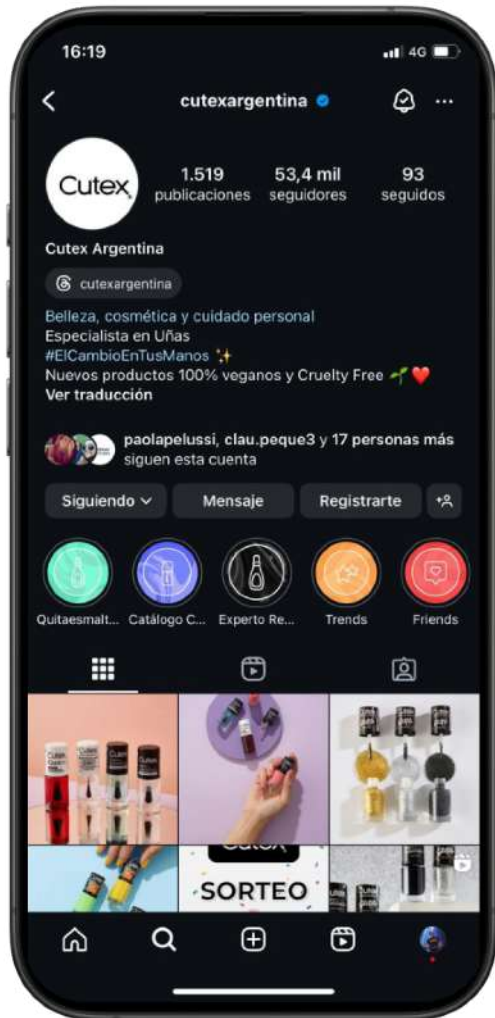 16:19
4G
cutexargentina
Cutex
1.519
publicaciones
53,4 mil
seguidores
93
seguidos
Cutex Argentina
cutexargentina
Belleza, cosmética y cuidado personal
Especialista en Uñas
#ElCambioEnTusManos ✨
Nuevos productos 100% veganos y Cruelty Free 🌱❤️
Ver traducción
paolapelussi, clau.peque3 y 17 personas más
siguen esta cuenta
Siguiendo
Mensaje
Registrarte
Quitaesmalt...
Catálogo C...
Experto Re...
Trends
Friends
Cutex
SORTEO